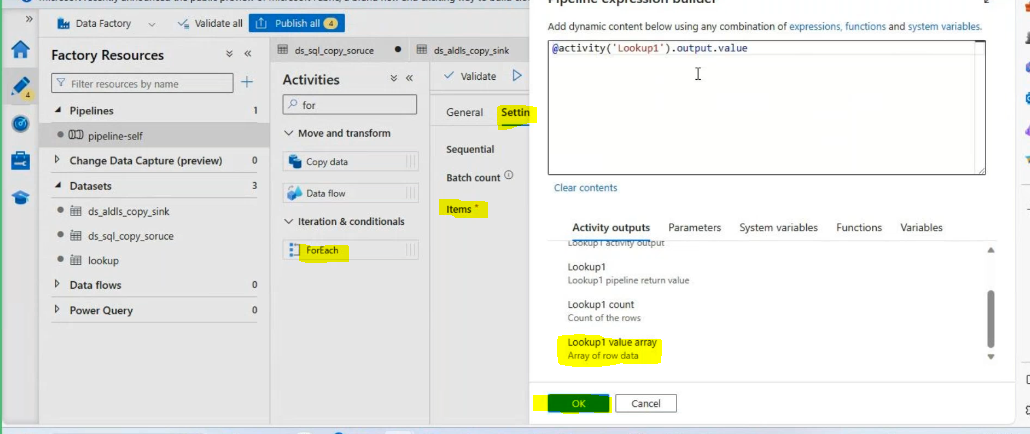 Pipeline expression builder
Add dynamic content below using any combination of expressions, functions and system variables.
@activity('Lookup1').output.value
Clear contents
Activity outputs Parameters System variables Functions Variables
Lookup1 activity output
Lookup1
Lookup1 pipeline return value
Lookup1 count
Count of the rows
Lookup1 value array
Array of row data
OK Cancel
Data Factory Validate all Publish all 4
Factory Resources
Filter resources by name
4
Pipelines 1
pipeline-self
Change Data Capture (preview) 0
Datasets 3
ds_aldls_copy_sink
ds_sql_copy_soruce
lookup
Data flows 0
Power Query 0
ds_sql_copy_soruce ds_aldls_copy_sink
Activities
for
Move and transform
Copy data
Data flow
Iteration & conditionals
ForEach
Validate
General Settin
Sequential
Batch count
Items *